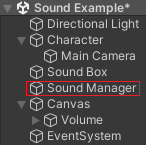 Sound Example*
Directional Light
Character
Main Camera
Sound Box
Sound Manager
Canvas
Volume
EventSystem